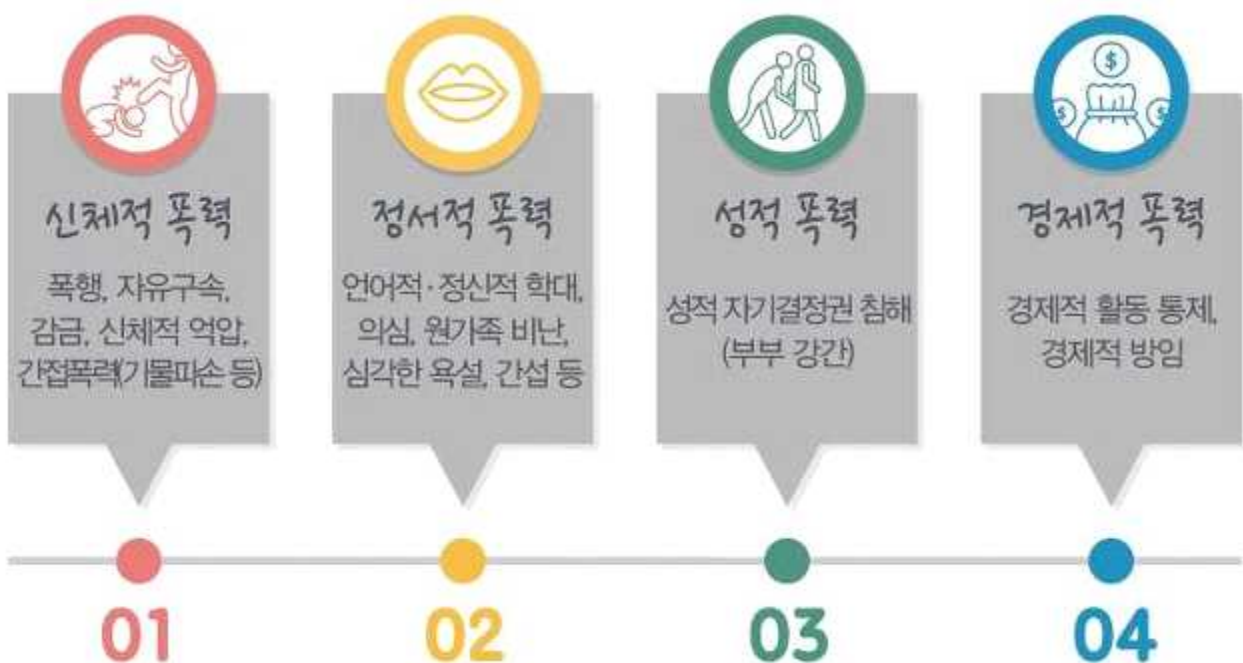 신체적 폭력
폭행, 자유구속,
감금, 신체적 억압,
간접폭력(기물파손 등)
01
정서적 폭력
언어적·정신적 학대,
의심, 원가족 비난,
심각한 욕설, 간섭 등
02
성적 폭력
성적 자기결정권 침해
(부부 강간)
03
$
$
$
경제적 폭력
경제적 활동 통제,
경제적 방임
04